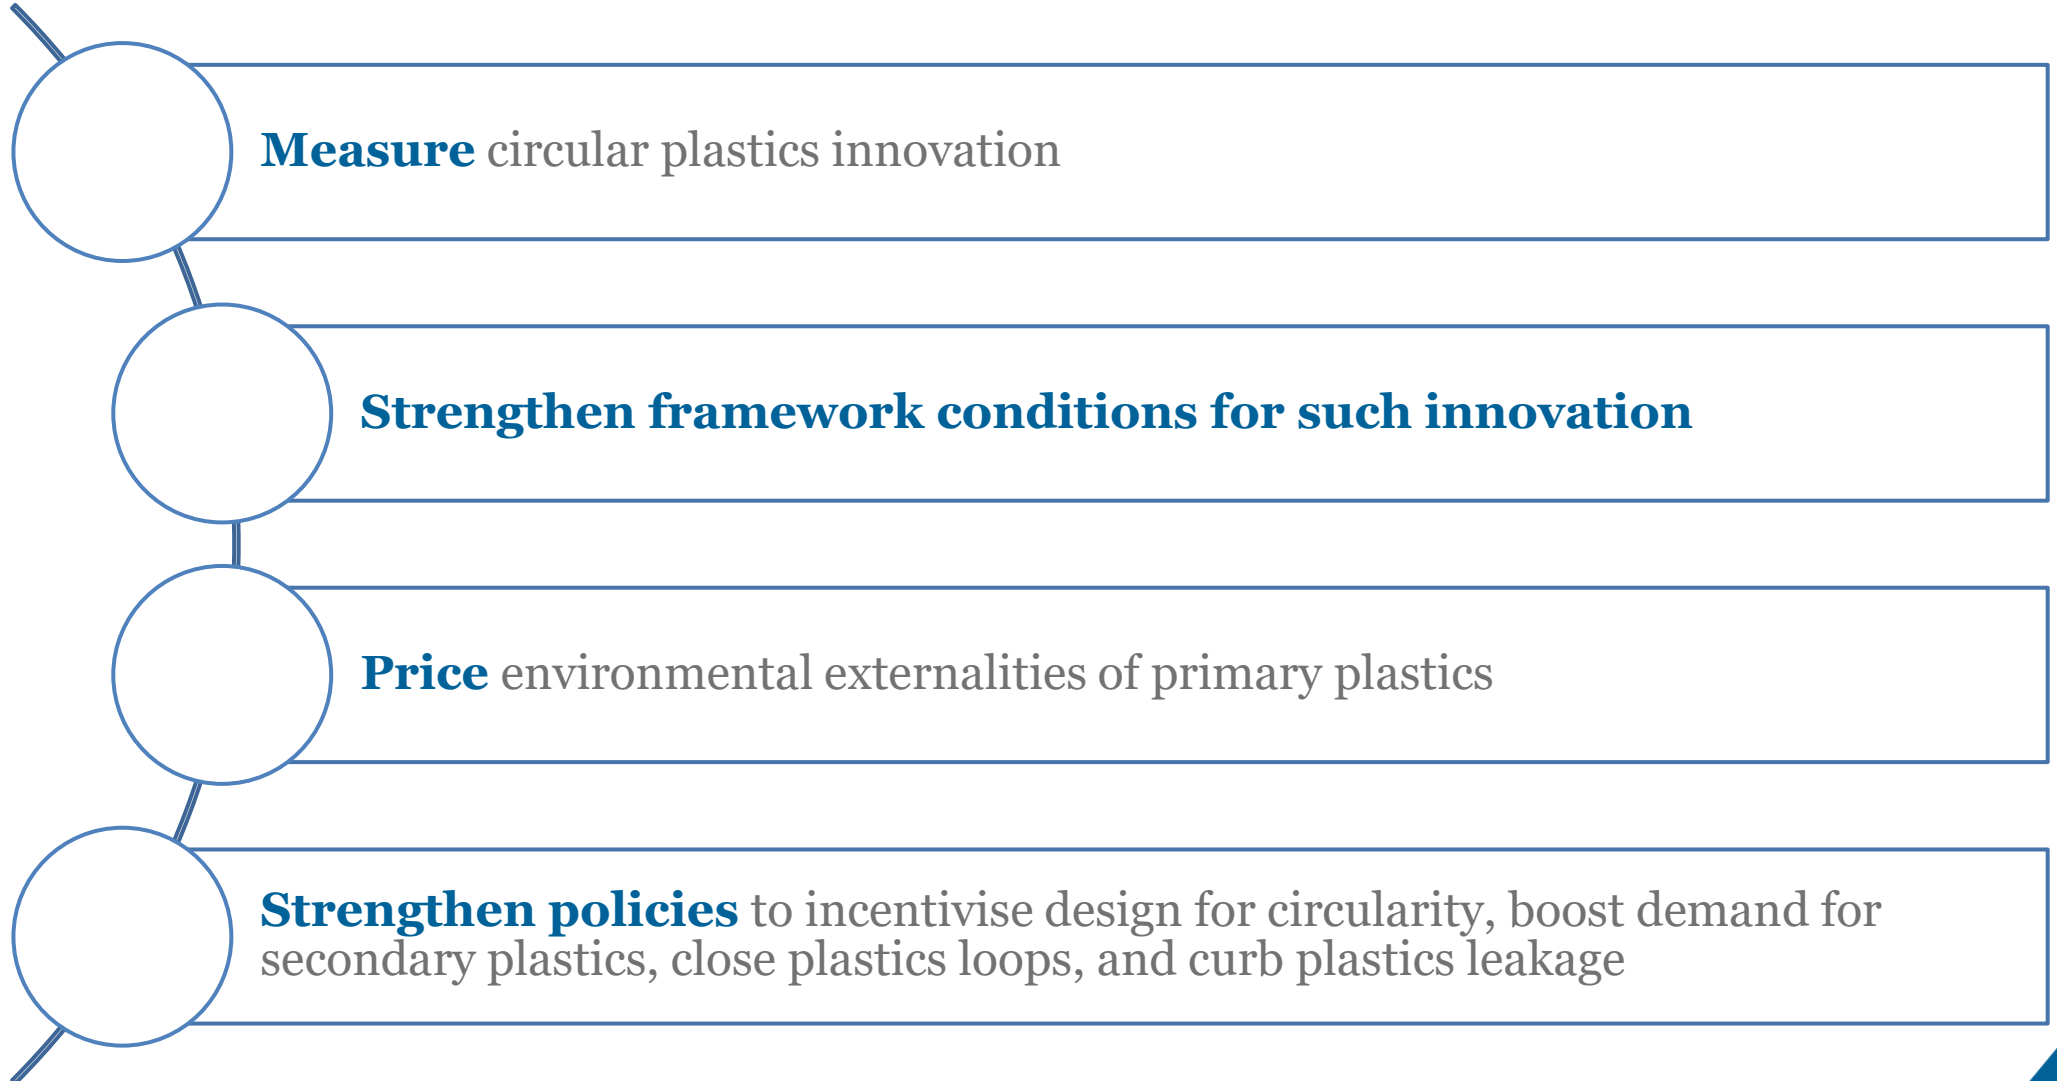 Measure circular plastics innovation
Strengthen framework conditions for such innovation
Price environmental externalities of primary plastics
Strengthen policies to incentivise design for circularity, boost demand for
secondary plastics, close plastics loops, and curb plastics leakage